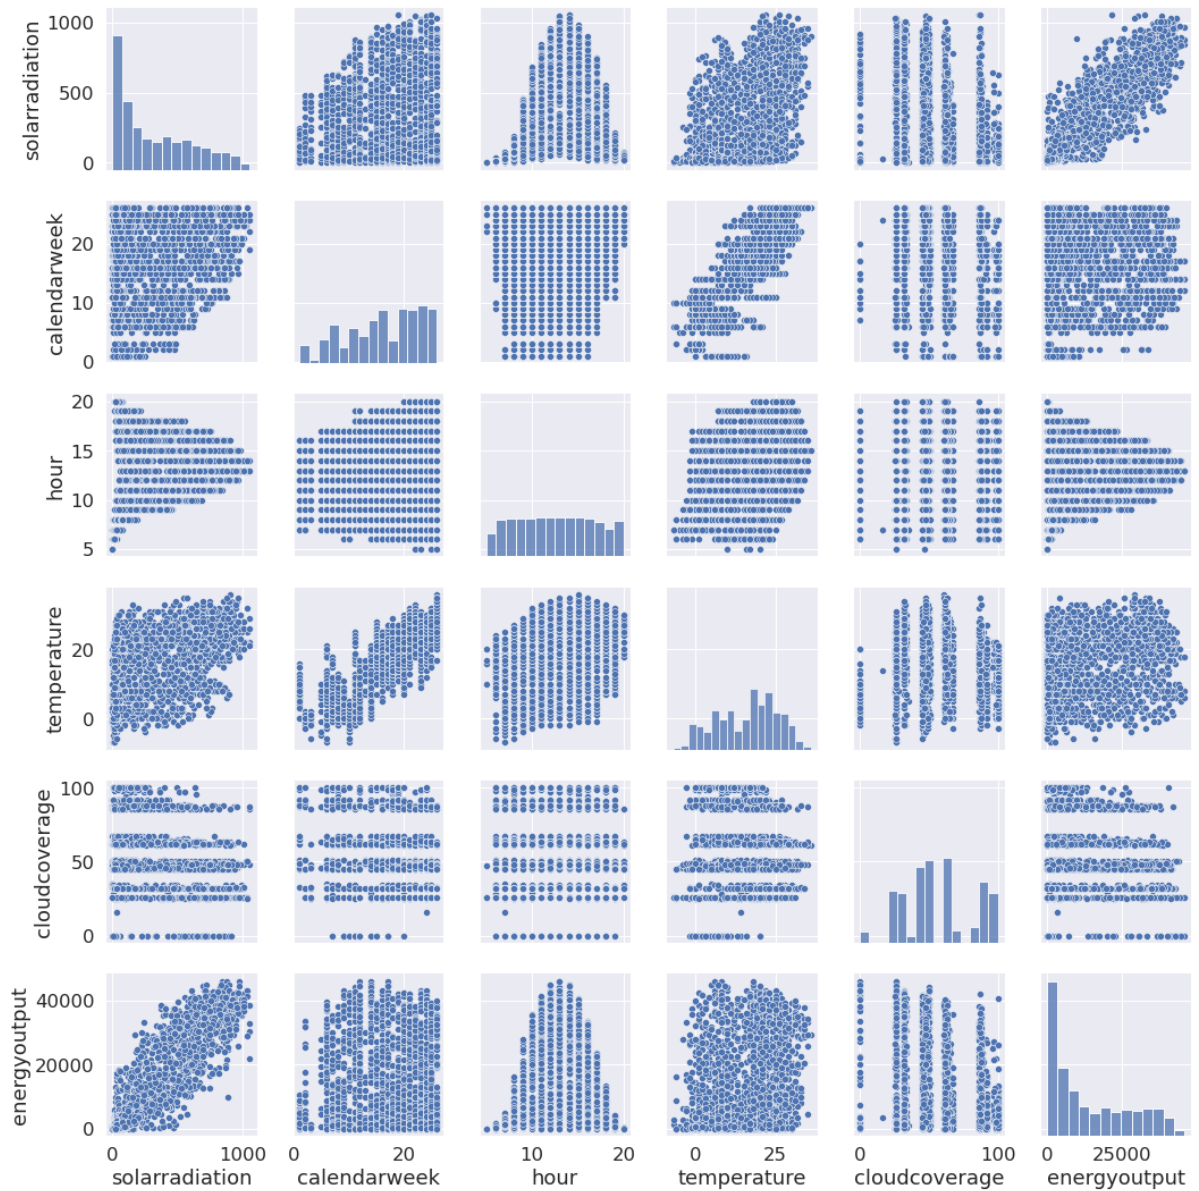 1000
500
0
solarradiation
20
10
0
calendarweek
20
15
10
5
hour
20
0
temperature
100
50
0
cloudcoverage
40000
20000
0
energyoutput
0 1000 0 20 10 20 0 25 0 100 0 25000
solarradiation calendarweek hour temperature cloudcoverage energyoutput